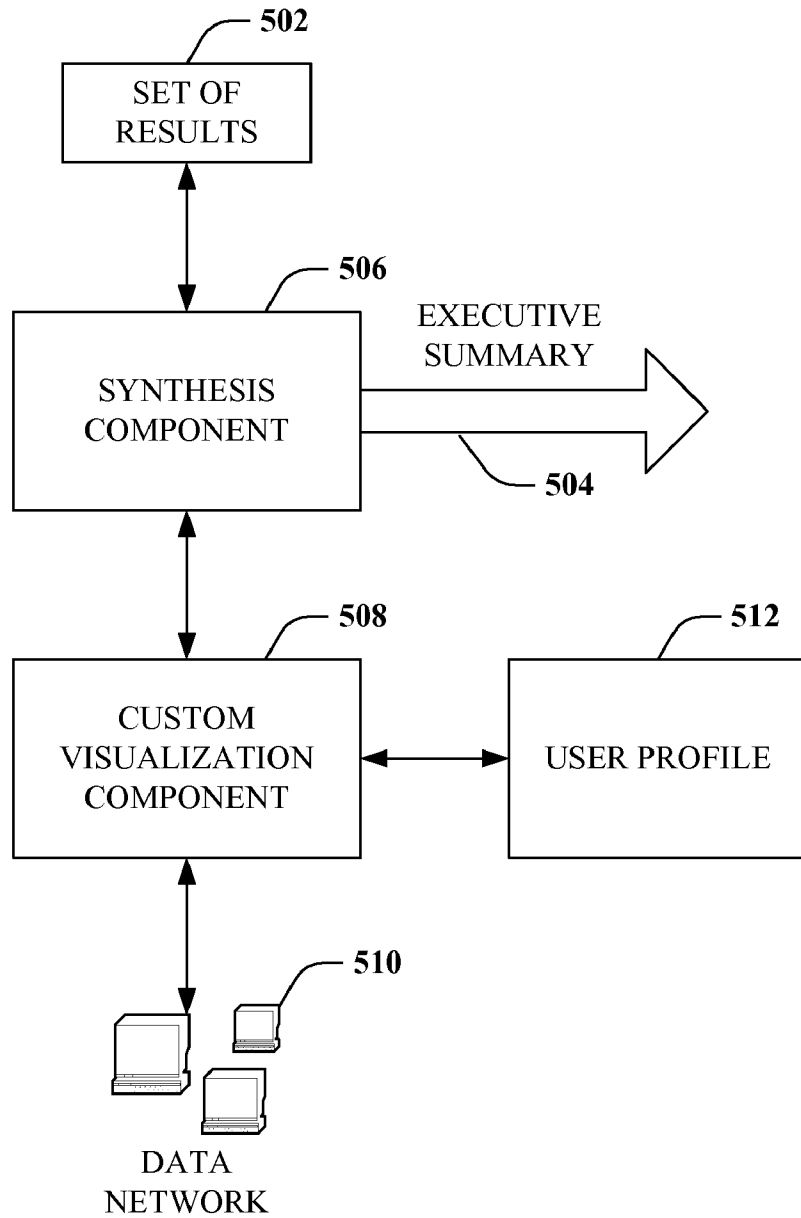 502
SET OF
RESULTS
506
EXECUTIVE
SUMMARY
SYNTHESIS
COMPONENT
504
508
512
CUSTOM
VISUALIZATION
COMPONENT
USER PROFILE
510
DATA
NETWORK